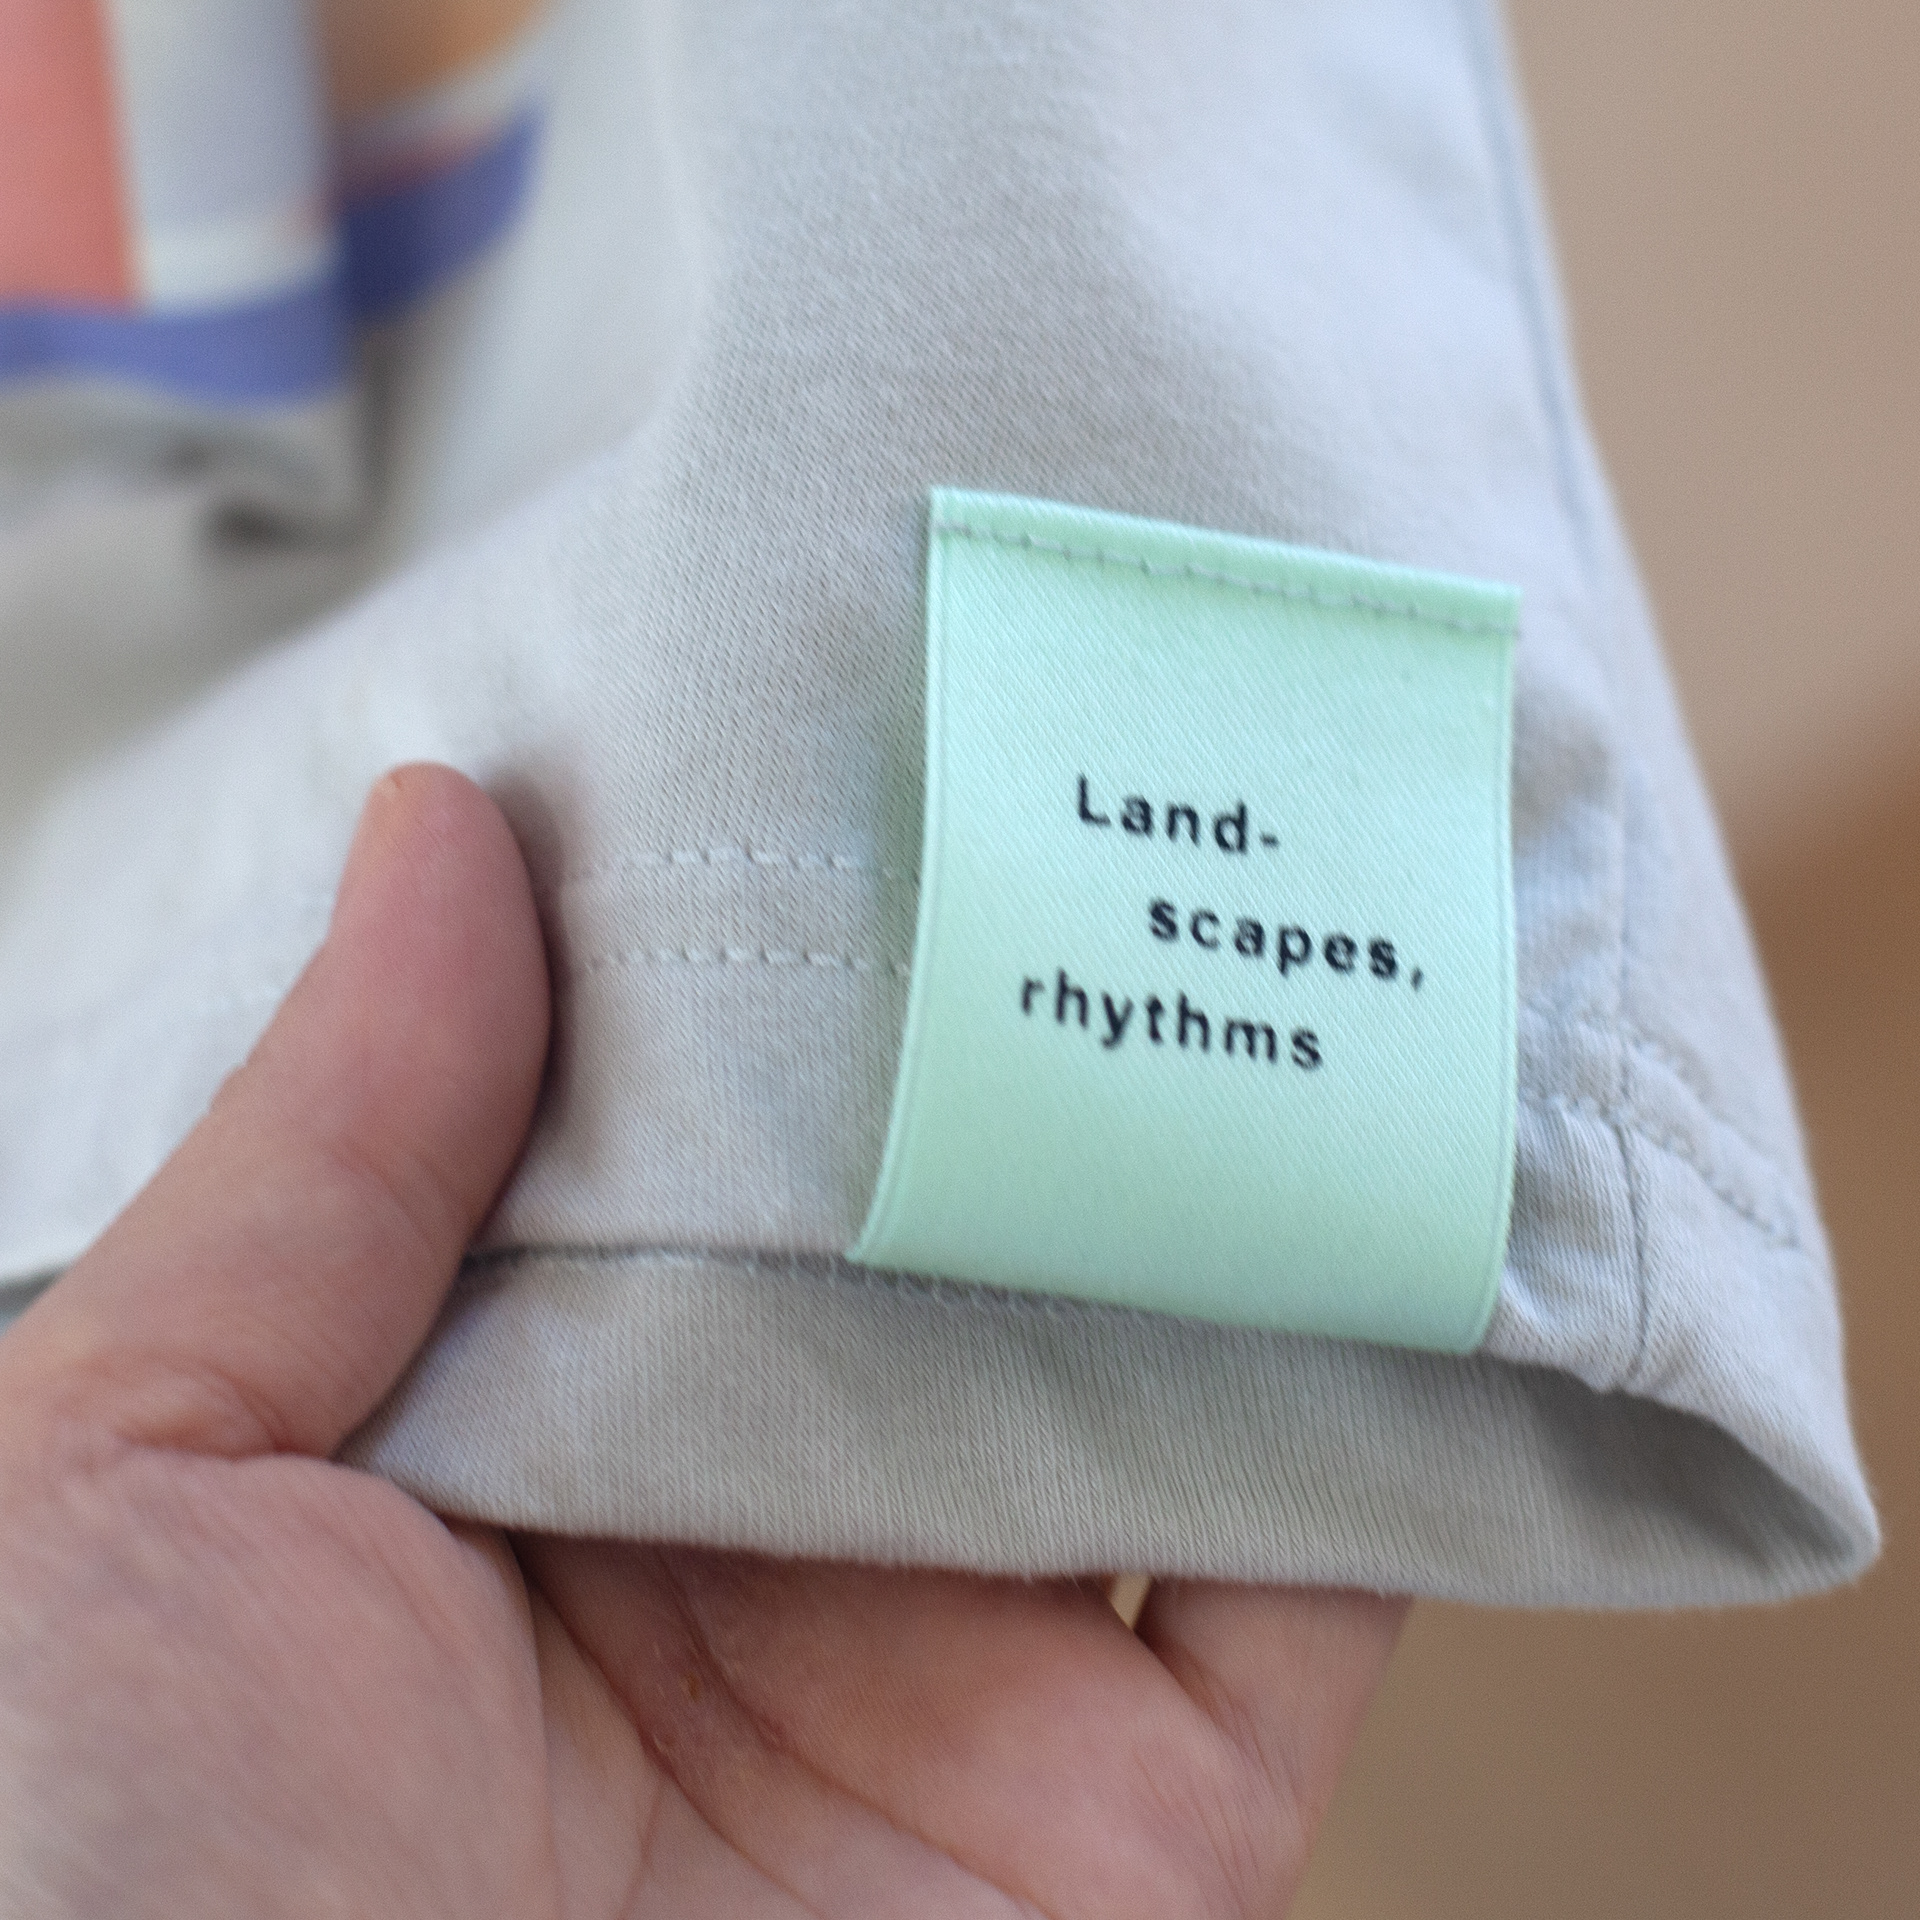 Land-
scapes,
rhythms